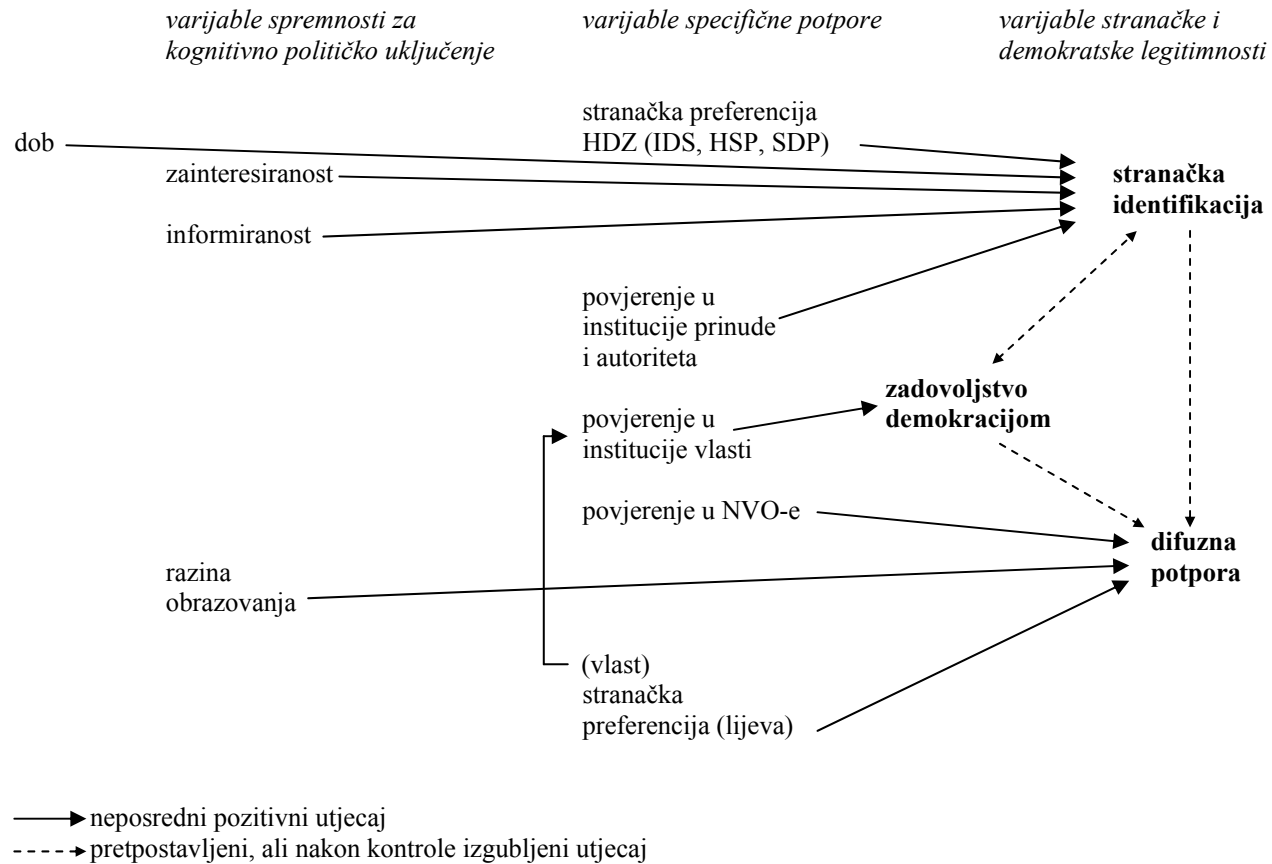 varijable spremnosti za
kognitivno političko uključenje
varijable specifične potpore
varijable stranačke i
demokratske legitimnosti
dob
stranačka preferencija
HDZ (IDS, HSP, SDP)
zainteresiranost
stranačka
identifikacija
informiranost
povjerenje u
institucije prinude
i autoriteta
zadovoljstvo
demokracijom
povjerenje u
institucije vlasti
povjerenje u NVO-e
difuzna
potpora
razina
obrazovanja
(vlast)
stranačka
preferencija (lijeva)
neposredni pozitivni utjecaj
pretpostavljeni, ali nakon kontrole izgubljeni utjecaj